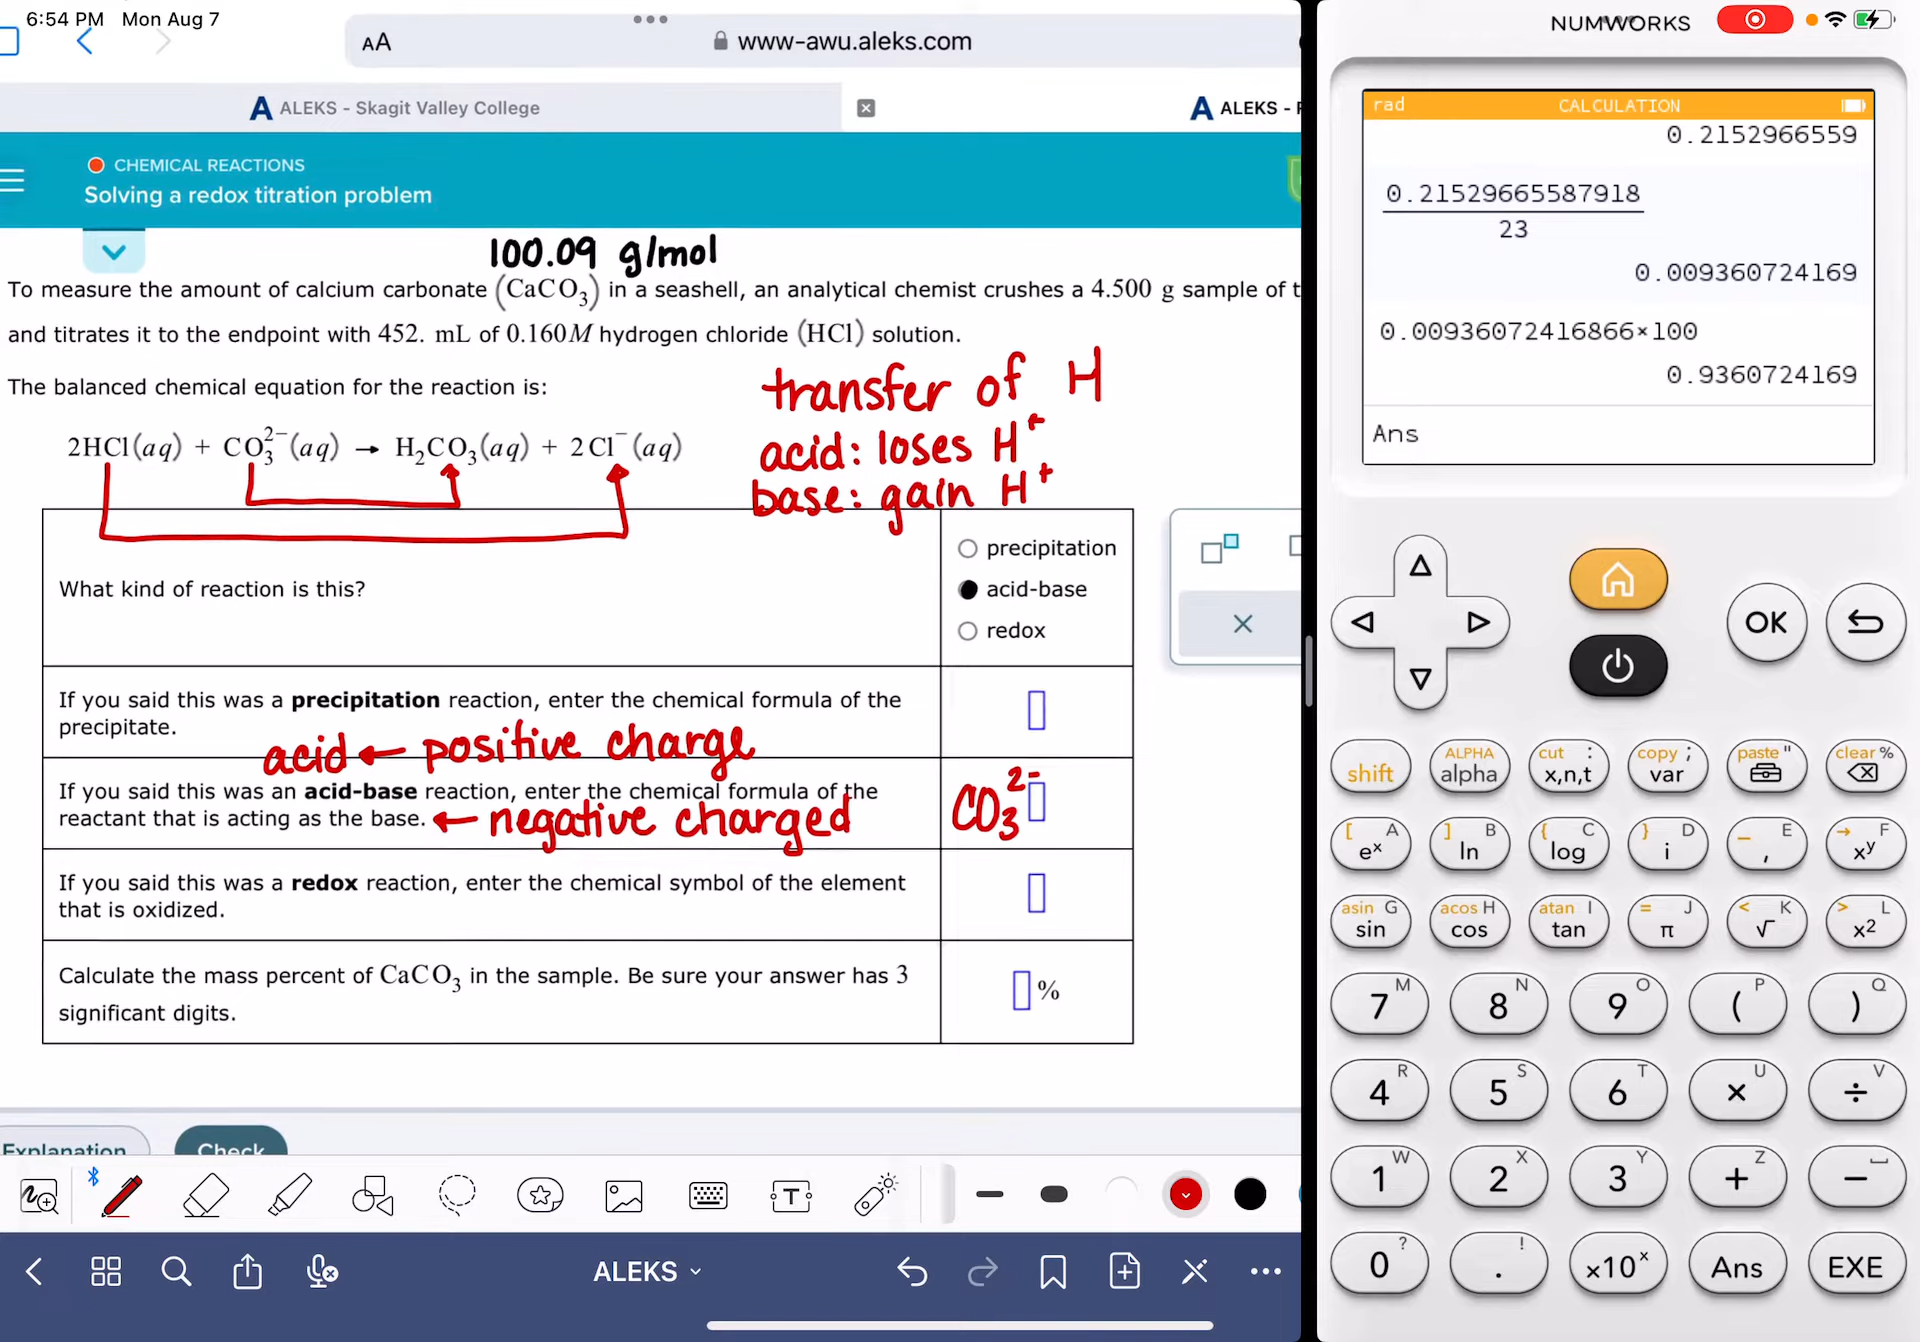 6:54 PM Mon Aug 7
AA
www-awu.aleks.com
ALEKS - Skagit Valley College
ALEKS -
CHEMICAL REACTIONS
Solving a redox titration problem
100.09 g/mol
To measure the amount of calcium carbonate (CaCO₃) in a seashell, an analytical chemist crushes a 4.500 g sample of t
and titrates it to the endpoint with 452. mL of 0.160M hydrogen chloride (HCl) solution.
The balanced chemical equation for the reaction is:
transfer of H
2HCl(aq) + CO₃²⁻(aq) → H₂CO₃(aq) + 2Cl⁻(aq)
acid: loses H⁺
base: gain H⁺
What kind of reaction is this?
precipitation
acid-base
redox
If you said this was a precipitation reaction, enter the chemical formula of the
precipitate.
acid ← positive charge
If you said this was an acid-base reaction, enter the chemical formula of the
reactant that is acting as the base. ← negative charged
CO₃²⁻
If you said this was a redox reaction, enter the chemical symbol of the element
that is oxidized.
Calculate the mass percent of CaCO₃ in the sample. Be sure your answer has 3
significant digits.
%
Explanation
Check
T
ALEKS
NUMWORKS
rad CALCULATION
0.2152966559
0.21529665587918
23
0.009360724169
0.00936072416866×100
0.9360724169
Ans
OK
shift
ALPHA alpha
cut : x,n,t
copy ; var
paste "
clear %
[ A eˣ
] B ln
{ C log
} D i
_ E ,
→ F xʸ
asin G sin
acos H cos
atan I tan
= J π
< K √
> L x²
7 M
8 N
9 O
( P
) Q
4 R
5 S
6 T
× U
÷ V
1 W
2 X
3 Y
+ Z
−
0 ?
. !
×10ˣ
Ans
EXE